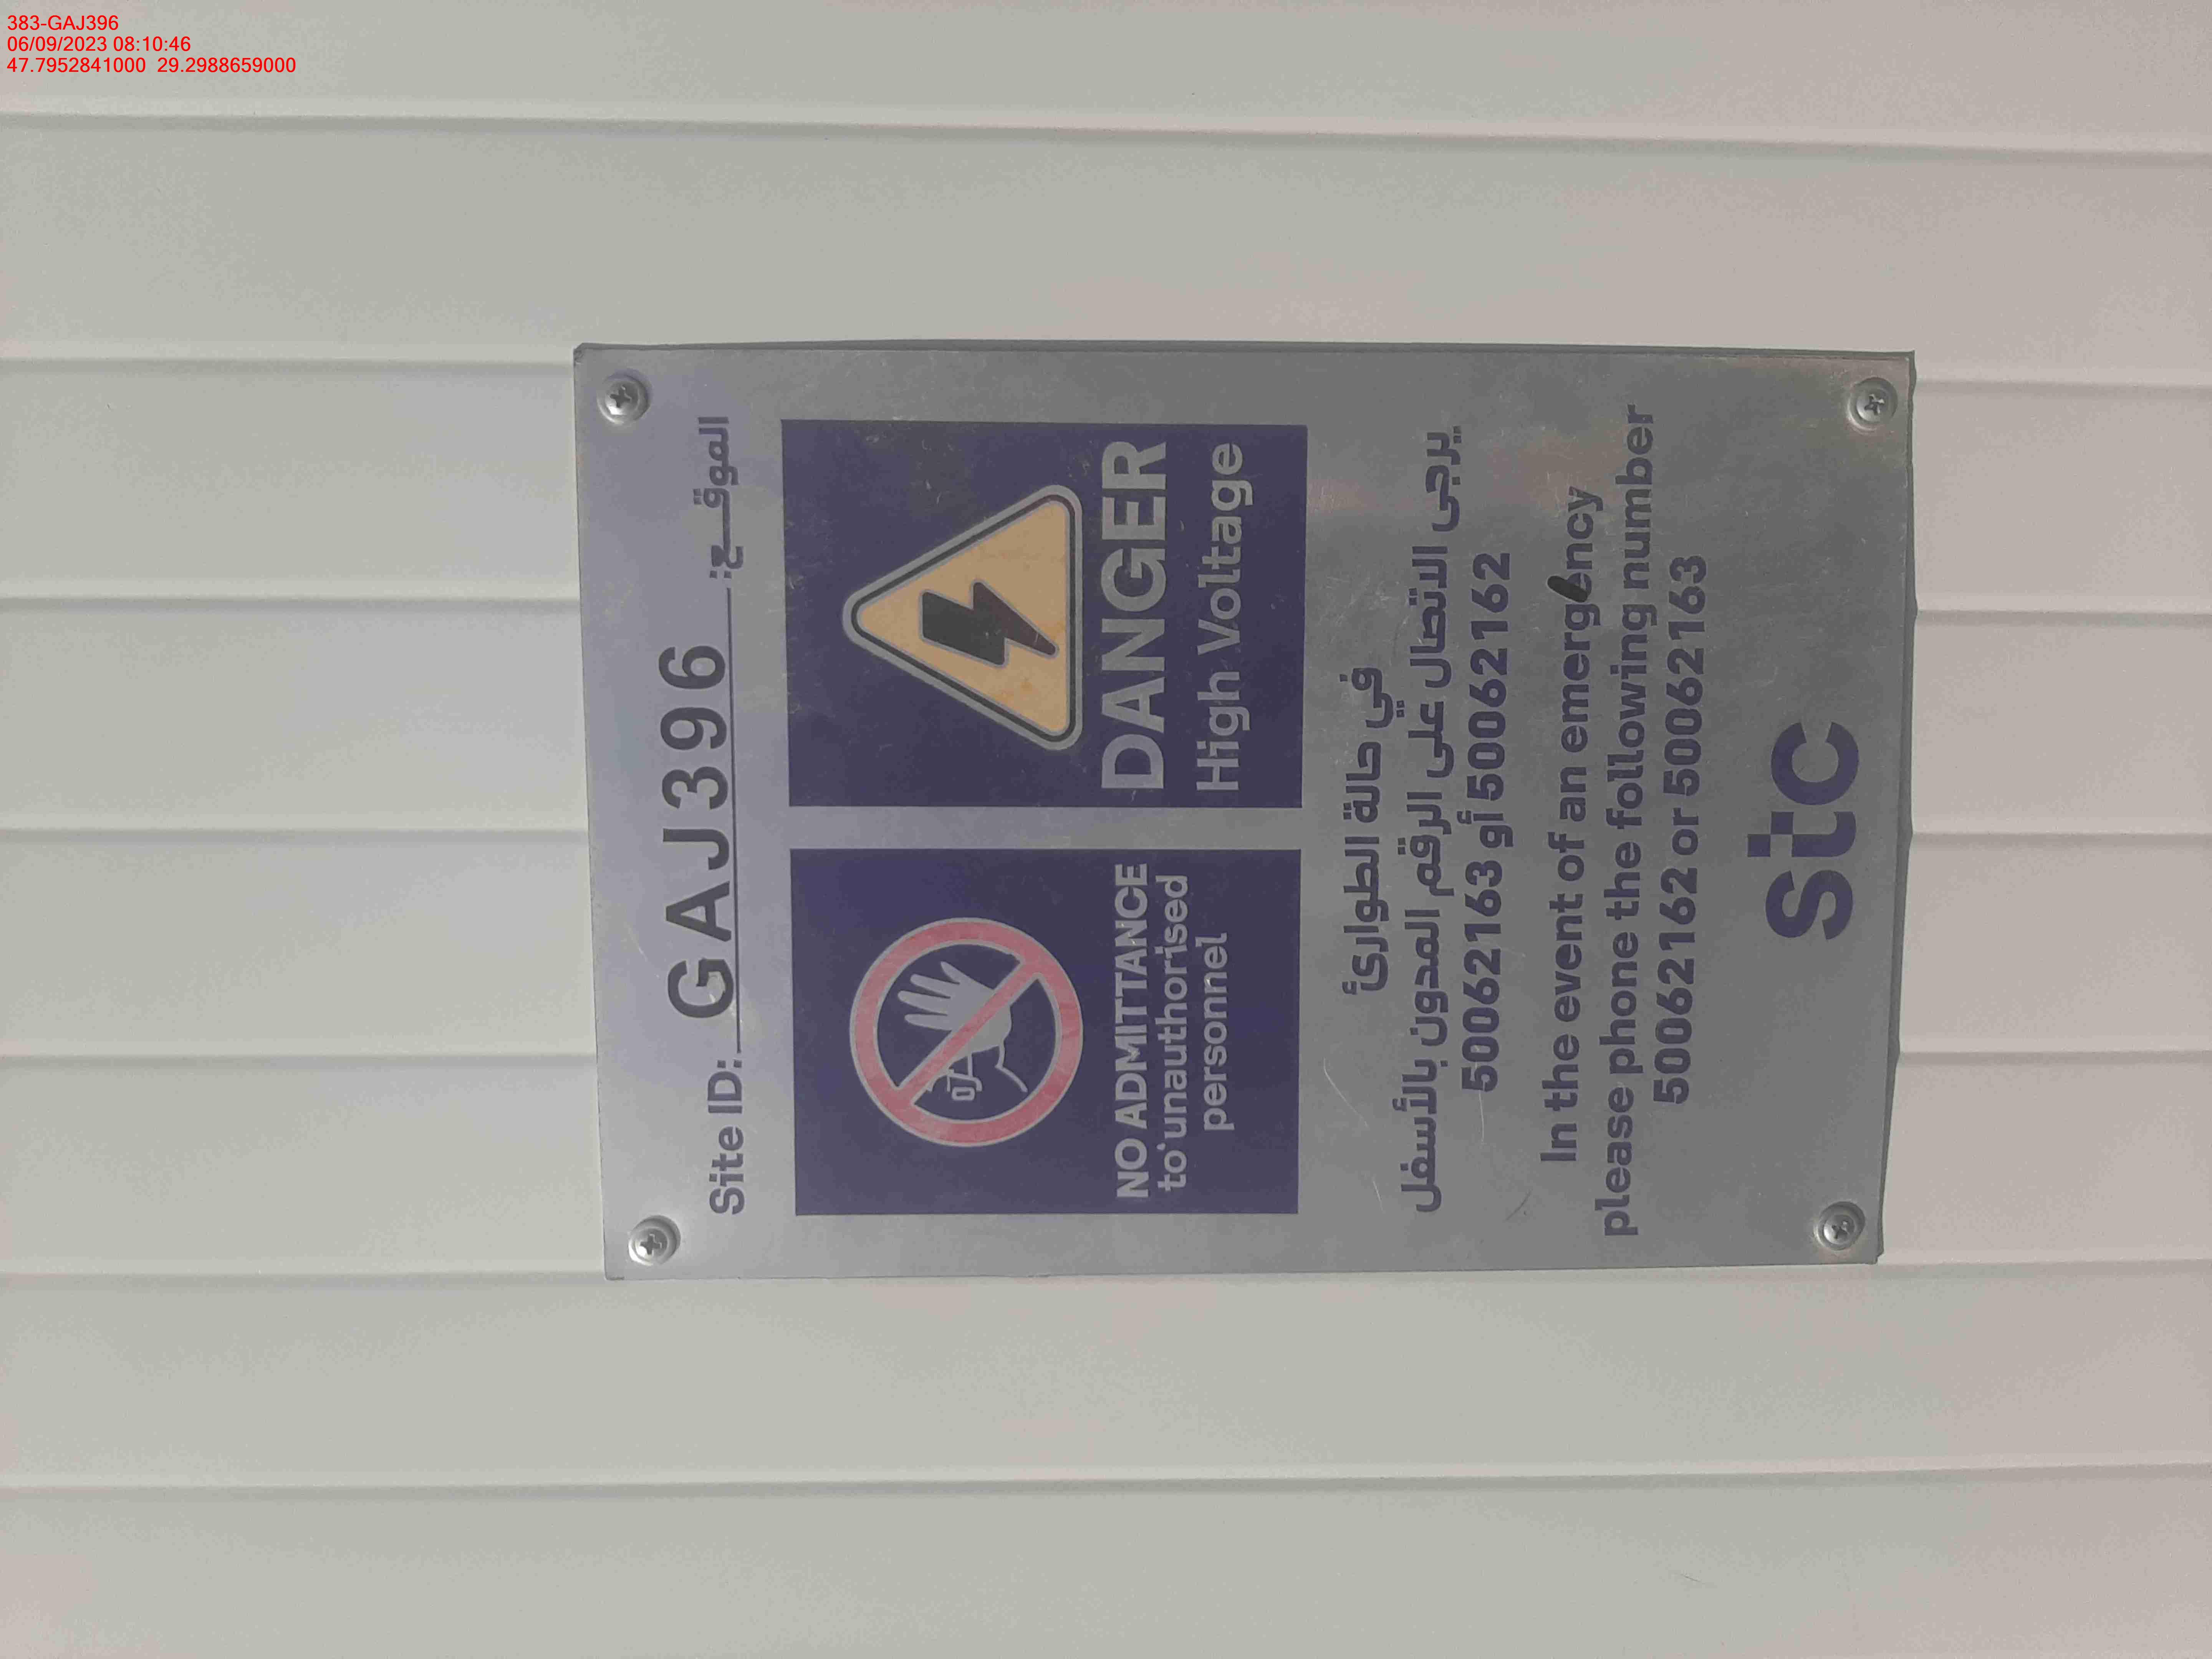 383-GAJ396
06/09/2023 08:10:46
47.7952841000 29.2988659000
Site ID: GAJ396 الموقــع:
NO ADMITTANCE
to unauthorised
personnel
DANGER
High Voltage
في حالة الطوارئ
يرجى الاتصال على الرقم المدون بالأسفل
50062162 أو 50062163
In the event of an emergency
please phone the following number
50062162 or 50062163
stc